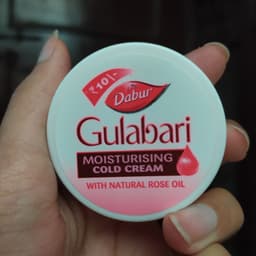 ₹10/-
Dabur
Gulabari
MOISTURISING
COLD CREAM
WITH NATURAL ROSE OIL